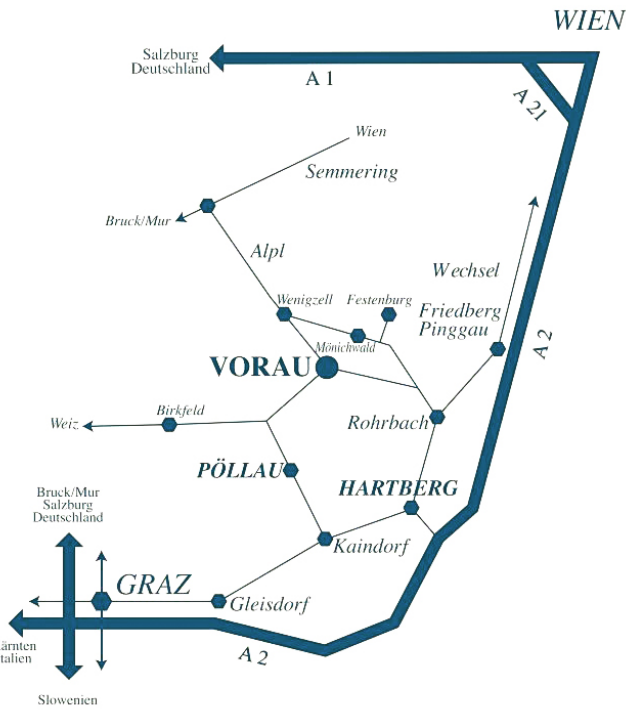 WIEN
Salzburg
Deutschland
A 1
A 21
Wien
Semmering
Bruck/Mur
Alpl
Wechsel
Wenigzell
Festenburg
Friedberg
Pinggau
Mönichwald
A 2
VORAU
Birkfeld
Weiz
Rohrbach
PÖLLAU
HARTBERG
Bruck/Mur
Salzburg
Deutschland
Kaindorf
GRAZ
Gleisdorf
ärnten
talien
A 2
Slowenien